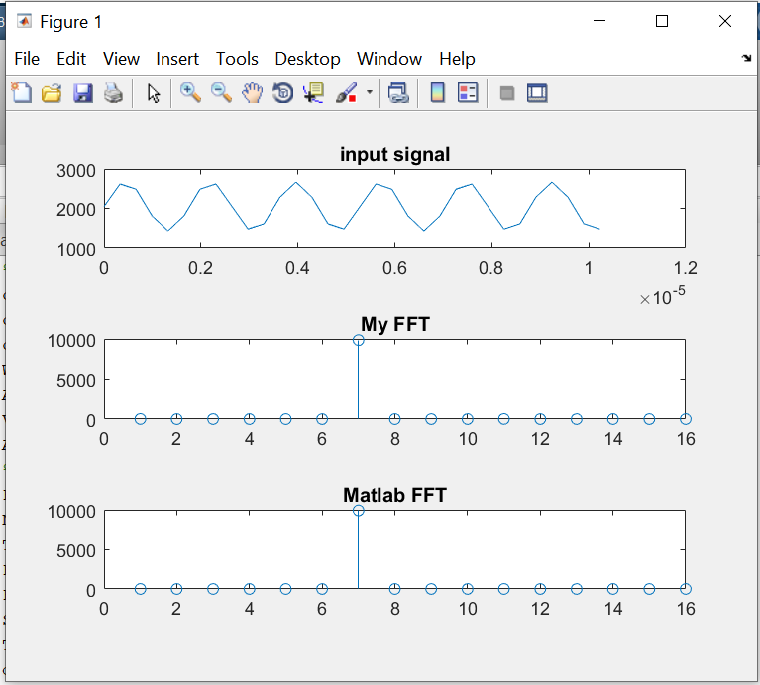 Figure 1
File Edit View Insert Tools Desktop Window Help
input signal
3000
2000
1000
0 0.2 0.4 0.6 0.8 1 1.2
×10-5
My FFT
10000
5000
0
0 2 4 6 8 10 12 14 16
Matlab FFT
10000
5000
0
0 2 4 6 8 10 12 14 16